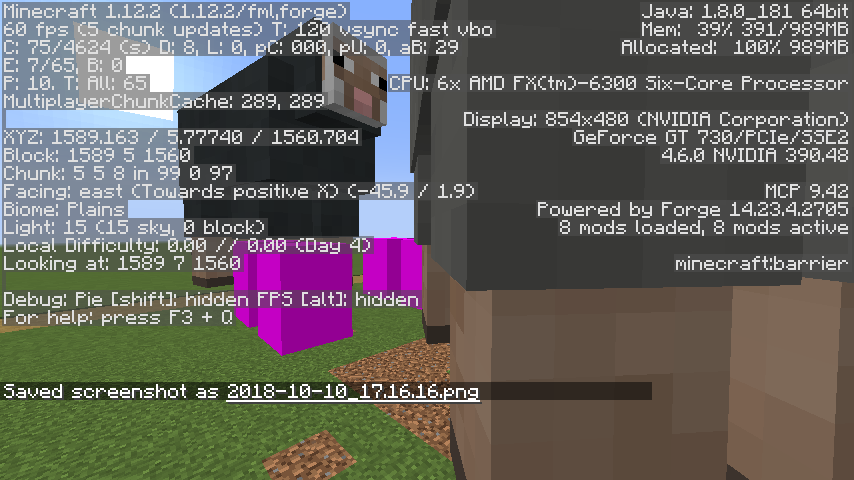 Minecraft 1.12.2 (1.12.2/fml,forge)
60 fps (5 chunk updates) T: 120 vsync fast vbo
C: 75/4624 (s) D: 8, L: 0, pC: 000, pU: 0, aB: 29
E: 7/65, B: 0
P: 10. T: All: 65
MultiplayerChunkCache: 289, 289
XYZ: 1589.163 / 5.77740 / 1560.704
Block: 1589 5 1560
Chunk: 5 5 8 in 99 0 97
Facing: east (Towards positive X) (-45.9 / 1.9)
Biome: Plains
Light: 15 (15 sky, 0 block)
Local Difficulty: 0.00 // 0.00 (Day 4)
Looking at: 1589 7 1560
Debug: Pie [shift]: hidden FPS [alt]: hidden
For help: press F3 + Q
Java: 1.8.0_181 64bit
Mem: 39% 391/989MB
Allocated: 100% 989MB
CPU: 6x AMD FX(tm)-6300 Six-Core Processor
Display: 854x480 (NVIDIA Corporation)
GeForce GT 730/PCIe/SSE2
4.6.0 NVIDIA 390.48
MCP 9.42
Powered by Forge 14.23.4.2705
8 mods loaded, 8 mods active
minecraft:barrier
Saved screenshot as 2018-10-10_17.16.16.png